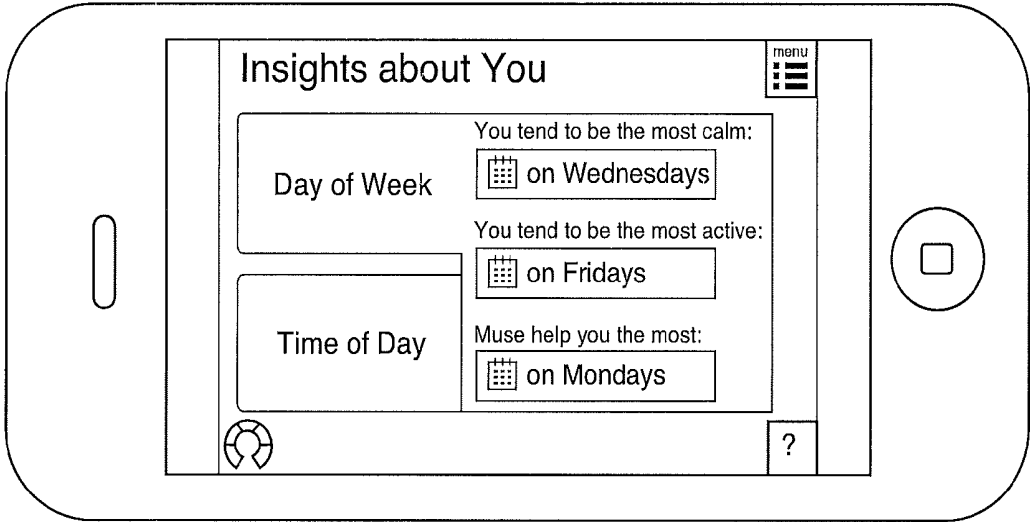 Insights about You
menu
Day of Week
You tend to be the most calm:
on Wednesdays
You tend to be the most active:
on Fridays
Time of Day
Muse help you the most:
on Mondays
?